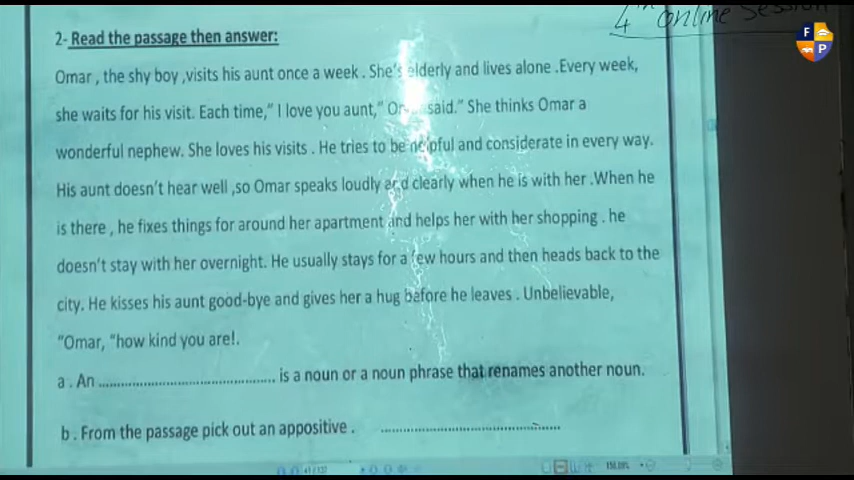 4th online session
F
P
2- Read the passage then answer:
Omar , the shy boy ,visits his aunt once a week . She's elderly and lives alone .Every week,
she waits for his visit. Each time," I love you aunt," Omar said." She thinks Omar a
wonderful nephew. She loves his visits . He tries to be helpful and considerate in every way.
His aunt doesn't hear well ,so Omar speaks loudly and clearly when he is with her .When he
is there , he fixes things for around her apartment and helps her with her shopping . he
doesn't stay with her overnight. He usually stays for a few hours and then heads back to the
city. He kisses his aunt good-bye and gives her a hug before he leaves . Unbelievable,
"Omar, "how kind you are!.
a . An ............................................ is a noun or a noun phrase that renames another noun.
b . From the passage pick out an appositive . ............................................